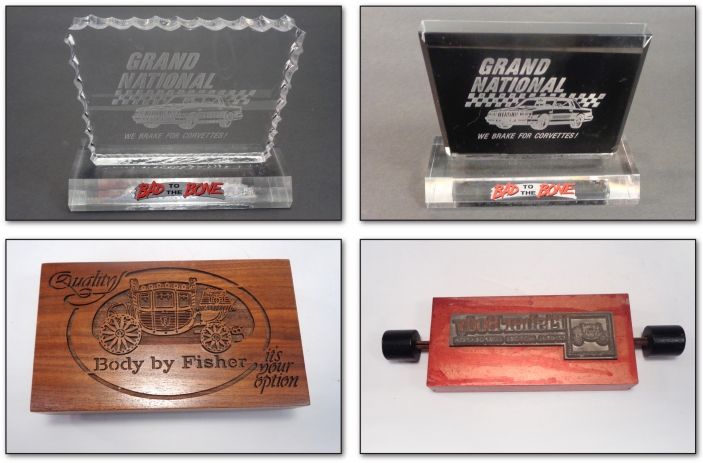 GRAND
NATIONAL
WE BRAKE FOR CORVETTES!
BAD TO THE BONE
GRAND
NATIONAL
WE BRAKE FOR CORVETTES!
BAD TO THE BONE
Quality
Body by Fisher
it's
your
option